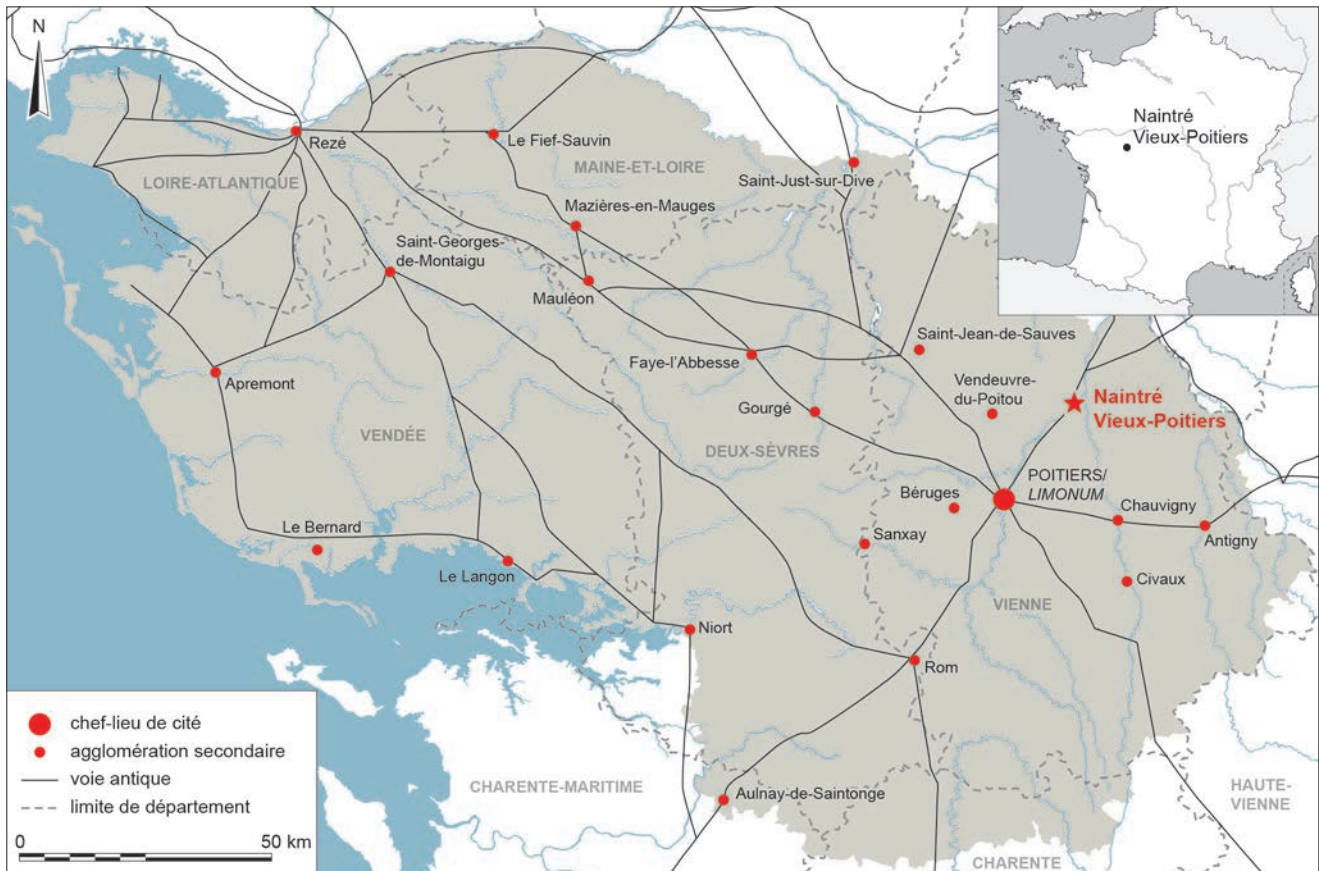 N
Naintré
Vieux-Poitiers
Rezé
Le Fief-Sauvin
LOIRE-ATLANTIQUE
MAINE-ET-LOIRE
Saint-Just-sur-Dive
Mazières-en-Mauges
Saint-Georges-
de-Montaigu
Mauléon
Saint-Jean-de-Sauves
Faye-l'Abbesse
Apremont
Vendeuvre-
du-Poitou
Naintré
Vieux-Poitiers
Gourgé
VENDÉE
DEUX-SÈVRES
POITIERS/
LIMONUM
Béruges
Chauvigny
Le Bernard
Sanxay
Antigny
Le Langon
Civaux
VIENNE
Niort
Rom
chef-lieu de cité
agglomération secondaire
voie antique
limite de département
0
50 km
CHARENTE-MARITIME
Aulnay-de-Saintonge
HAUTE-
VIENNE
CHARENTE